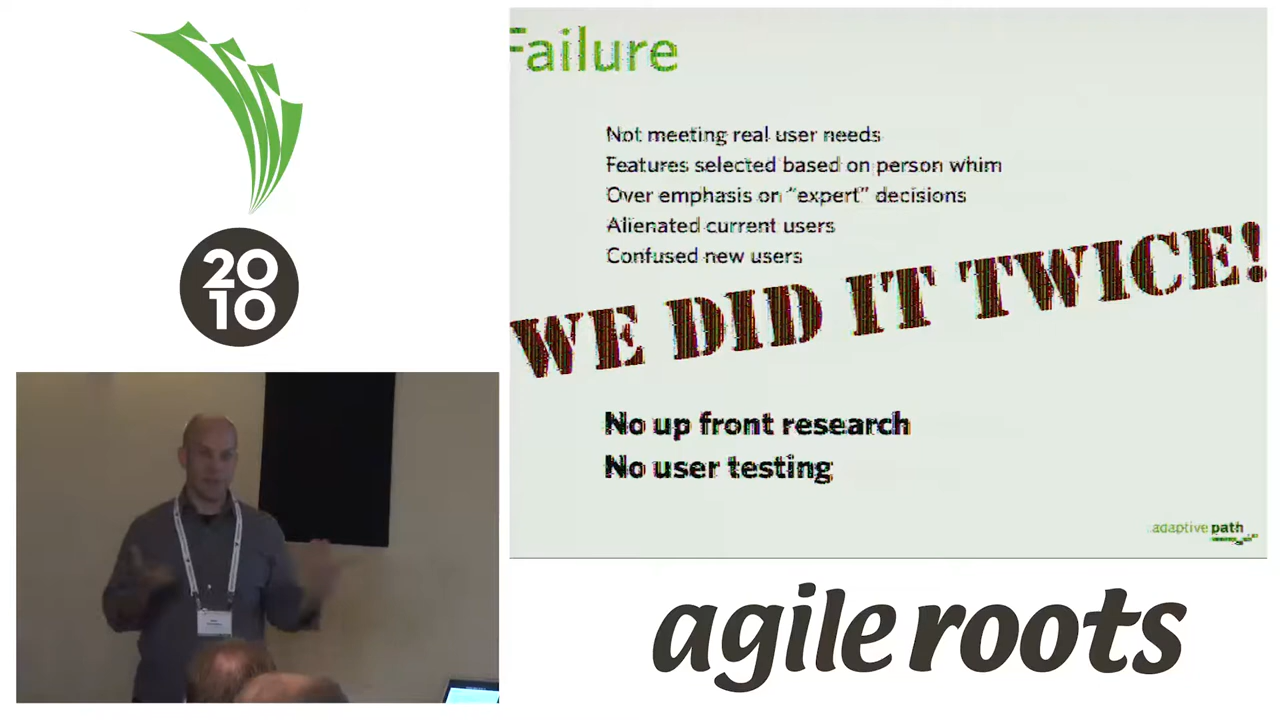 20
10
Failure
Not meeting real user needs
Features selected based on person whim
Over emphasis on “expert” decisions
Alienated current users
Confused new users
WE DID IT TWICE!
No up front research
No user testing
adaptive path
agile roots